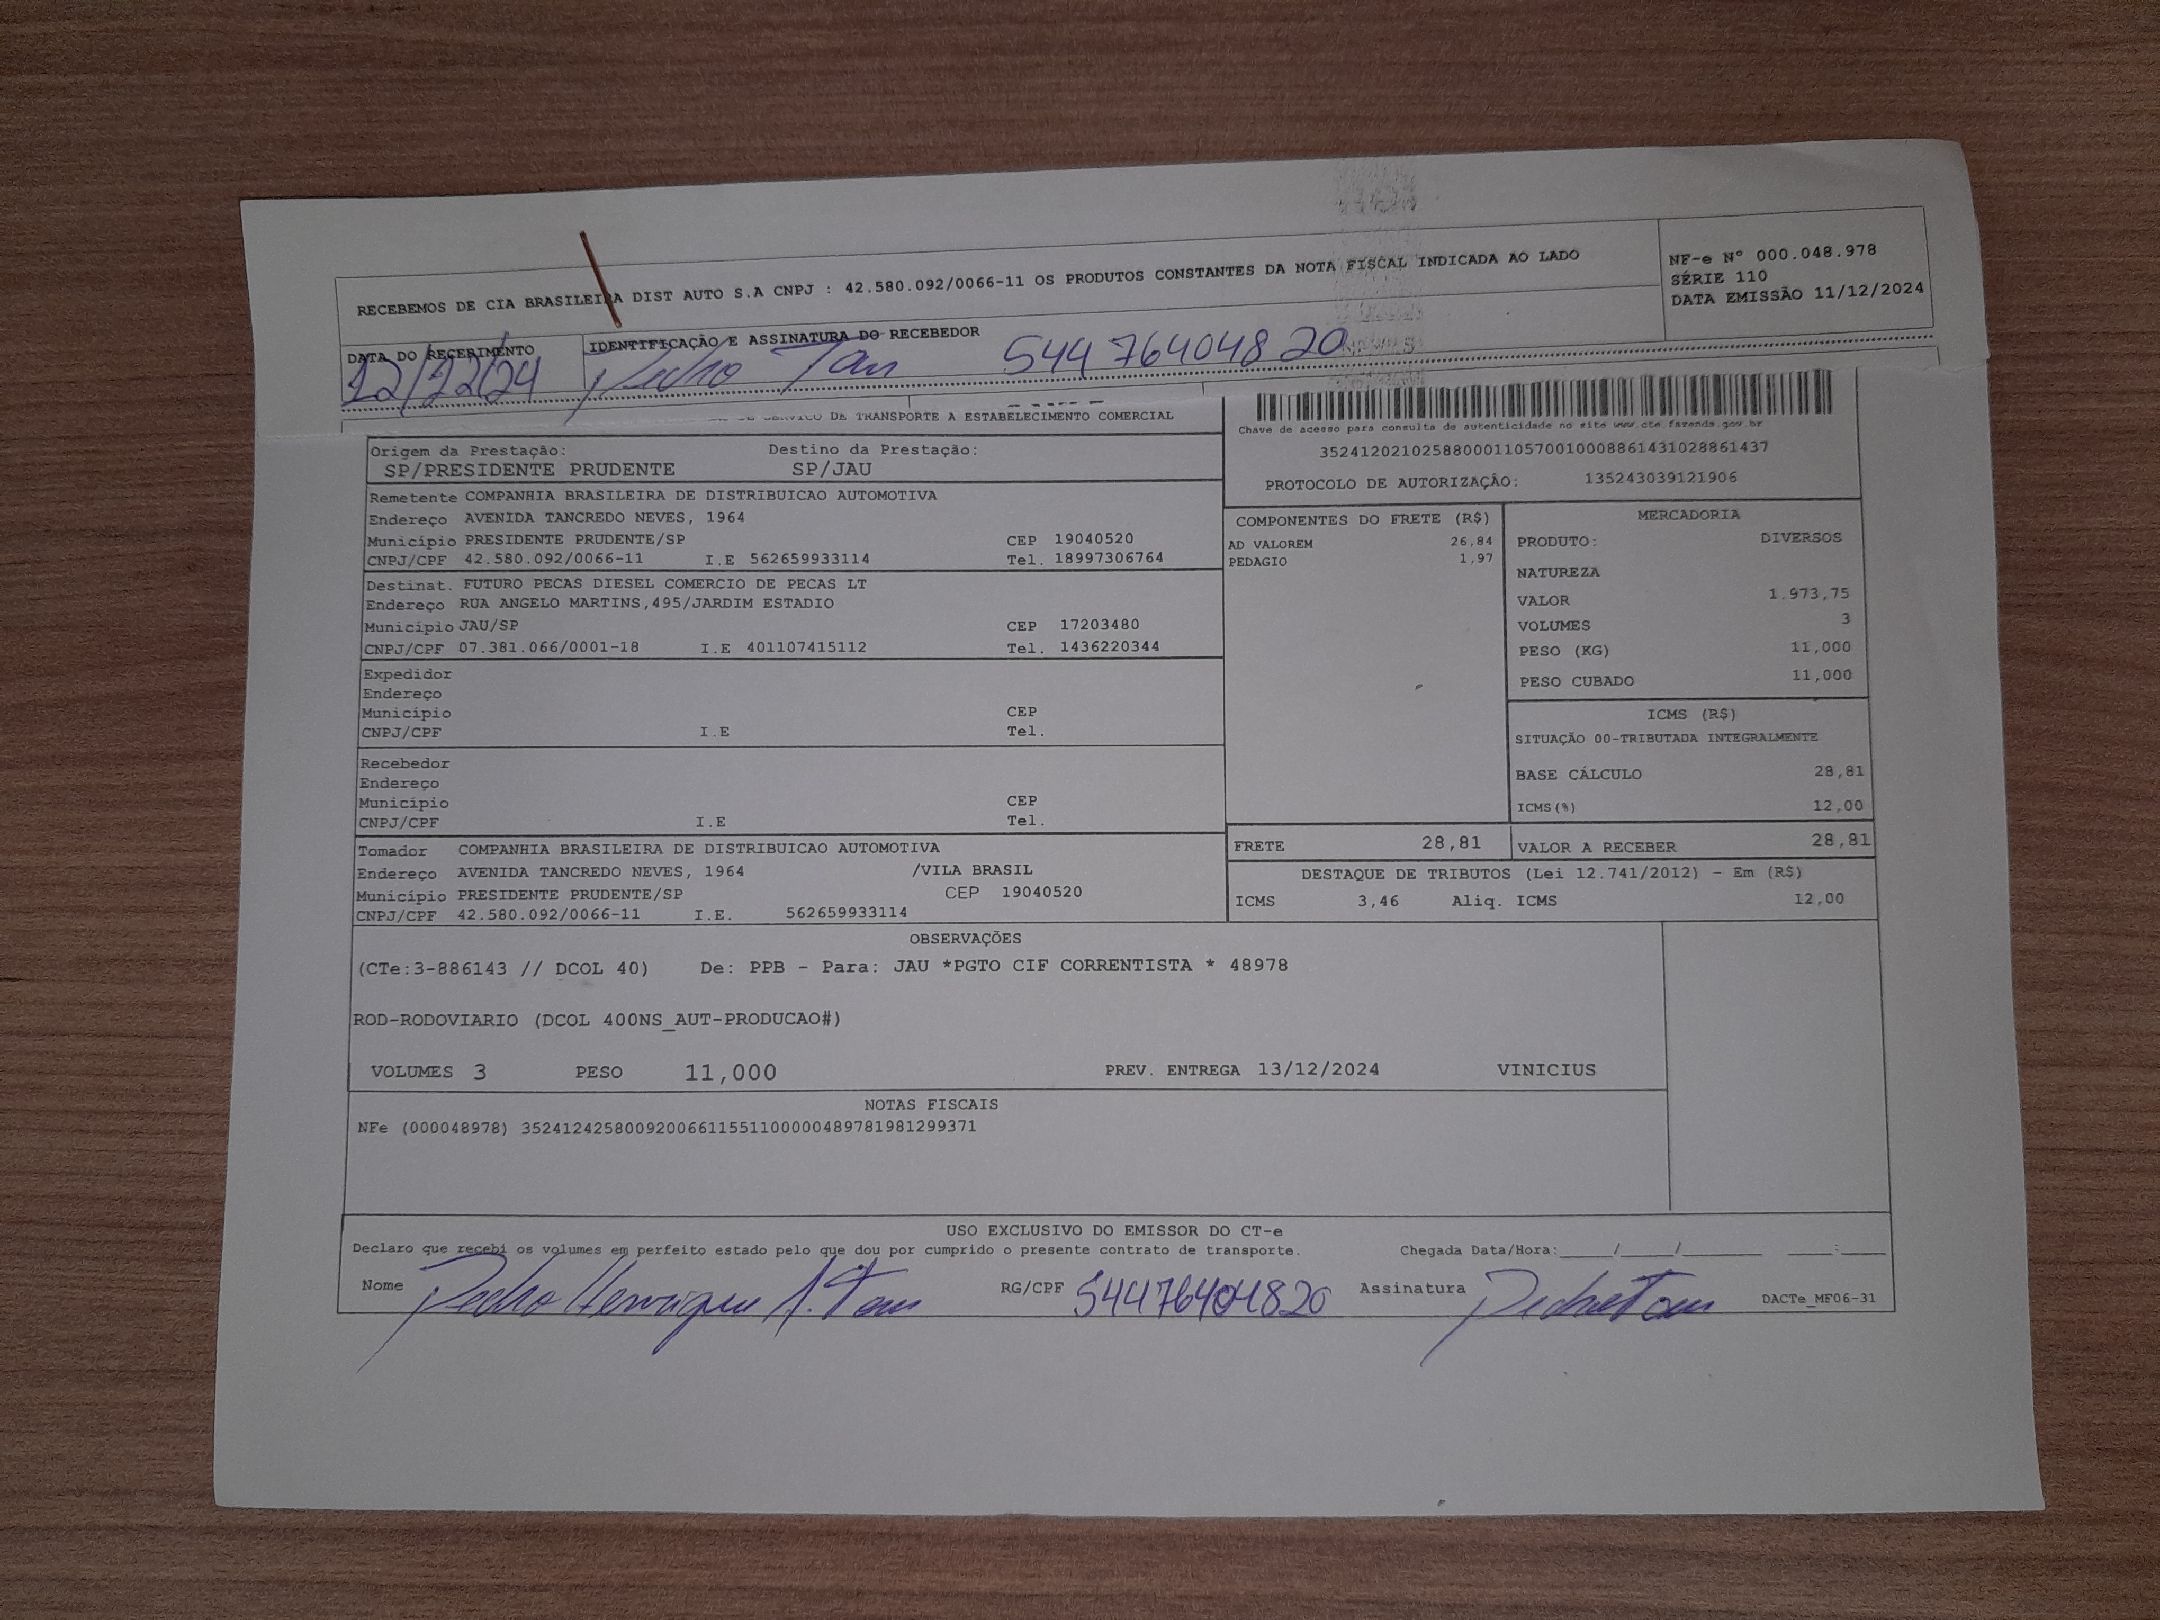 RECEBEMOS DE CIA BRASILEIRA DIST AUTO S.A CNPJ : 42.580.092/0066-11 OS PRODUTOS CONSTANTES DA NOTA FISCAL INDICADA AO LADO
NF-e Nº 000.048.978
SÉRIE 110
DATA EMISSÃO 11/12/2024
DATA DO RECEBIMENTO
12/12/24
IDENTIFICAÇÃO E ASSINATURA DO RECEBEDOR
Pedro 54476404820
DE TRANSPORTE A ESTABELECIMENTO COMERCIAL
Chave de acesso para consulta de autenticidade no site www.cte.fazenda.gov.br
35241202102588000110570010008861431028861437
PROTOCOLO DE AUTORIZAÇÃO: 135243039121906
Origem da Prestação: Destino da Prestação:
SP/PRESIDENTE PRUDENTE SP/JAU
Remetente COMPANHIA BRASILEIRA DE DISTRIBUICAO AUTOMOTIVA
Endereço AVENIDA TANCREDO NEVES, 1964
Município PRESIDENTE PRUDENTE/SP CEP 19040520
CNPJ/CPF 42.580.092/0066-11 I.E 562659933114 Tel. 18997306764
Destinat. FUTURO PECAS DIESEL COMERCIO DE PECAS LT
Endereço RUA ANGELO MARTINS,495/JARDIM ESTADIO
Município JAU/SP CEP 17203480
CNPJ/CPF 07.381.066/0001-18 I.E 401107415112 Tel. 1436220344
Expedidor
Endereço
Município CEP
CNPJ/CPF I.E Tel.
Recebedor
Endereço
Município CEP
CNPJ/CPF I.E Tel.
Tomador COMPANHIA BRASILEIRA DE DISTRIBUICAO AUTOMOTIVA
Endereço AVENIDA TANCREDO NEVES, 1964 /VILA BRASIL
Município PRESIDENTE PRUDENTE/SP CEP 19040520
CNPJ/CPF 42.580.092/0066-11 I.E. 562659933114
COMPONENTES DO FRETE (R$)
AD VALOREM 26,84
PEDAGIO 1,97
MERCADORIA
PRODUTO: DIVERSOS
NATUREZA
VALOR 1.973,75
VOLUMES 3
PESO (KG) 11,000
PESO CUBADO 11,000
ICMS (R$)
SITUAÇÃO 00-TRIBUTADA INTEGRALMENTE
BASE CÁLCULO 28,81
ICMS(%) 12,00
FRETE 28,81 VALOR A RECEBER 28,81
DESTAQUE DE TRIBUTOS (Lei 12.741/2012) - Em (R$)
ICMS 3,46 Aliq. ICMS 12,00
OBSERVAÇÕES
(CTe:3-886143 // DCOL 40) De: PPB - Para: JAU *PGTO CIF CORRENTISTA * 48978
ROD-RODOVIARIO (DCOL 400NS_AUT-PRODUCAO#)
VOLUMES 3 PESO 11,000 PREV. ENTREGA 13/12/2024 VINICIUS
NOTAS FISCAIS
NFe (000048978) 35241242580092006611551100000489781981299371
USO EXCLUSIVO DO EMISSOR DO CT-e
Declaro que recebi os volumes em perfeito estado pelo que dou por cumprido o presente contrato de transporte. Chegada Data/Hora:_____/_____/________ ____:____
Nome Pedro Henrique A. RG/CPF 54476404820 Assinatura DACTe_MF06-31